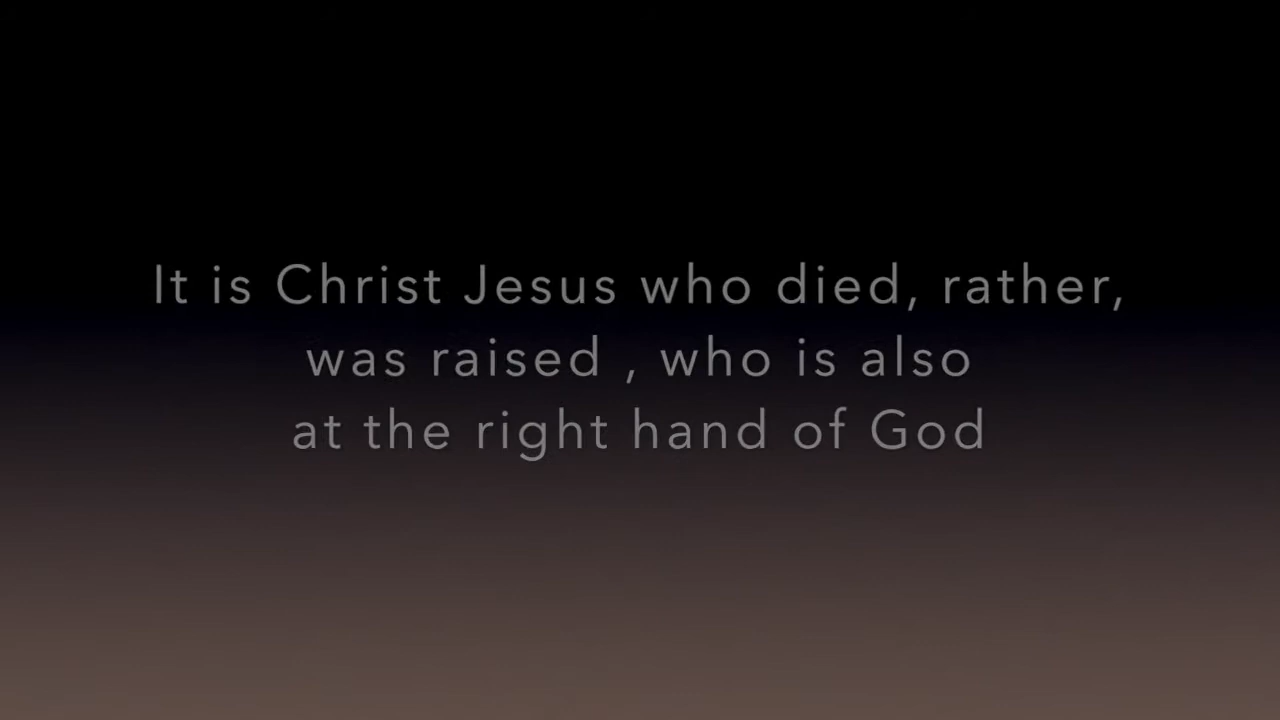 It is Christ Jesus who died, rather,
was raised , who is also
at the right hand of God